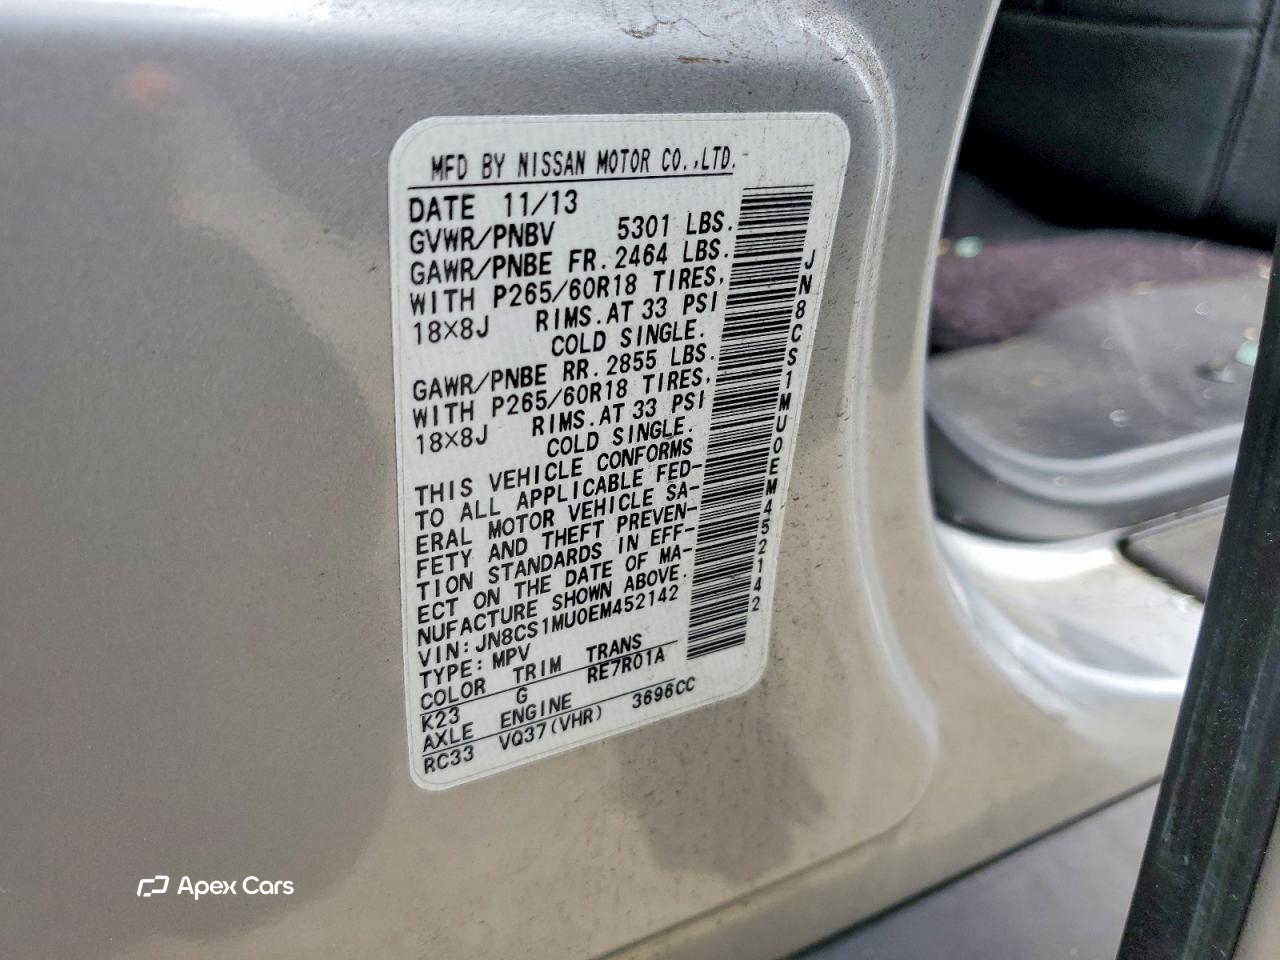 MFD BY NISSAN MOTOR CO.,LTD.
DATE 11/13
GVWR/PNBV 5301 LBS.
GAWR/PNBE FR. 2464 LBS.
WITH P265/60R18 TIRES,
18×8J RIMS.AT 33 PSI
COLD SINGLE.
GAWR/PNBE RR. 2855 LBS.
WITH P265/60R18 TIRES,
18×8J RIMS.AT 33 PSI
COLD SINGLE.
THIS VEHICLE CONFORMS
TO ALL APPLICABLE FED-
ERAL MOTOR VEHICLE SA-
FETY AND THEFT PREVEN-
TION STANDARDS IN EFF-
ECT ON THE DATE OF MA-
NUFACTURE SHOWN ABOVE.
VIN:JN8CS1MU0EM452142
TYPE:MPV
COLOR TRIM TRANS
K23 G RE7R01A
AXLE ENGINE
RC33 VQ37(VHR) 3696CC
JN8CS1MU0EM452142
Apex Cars